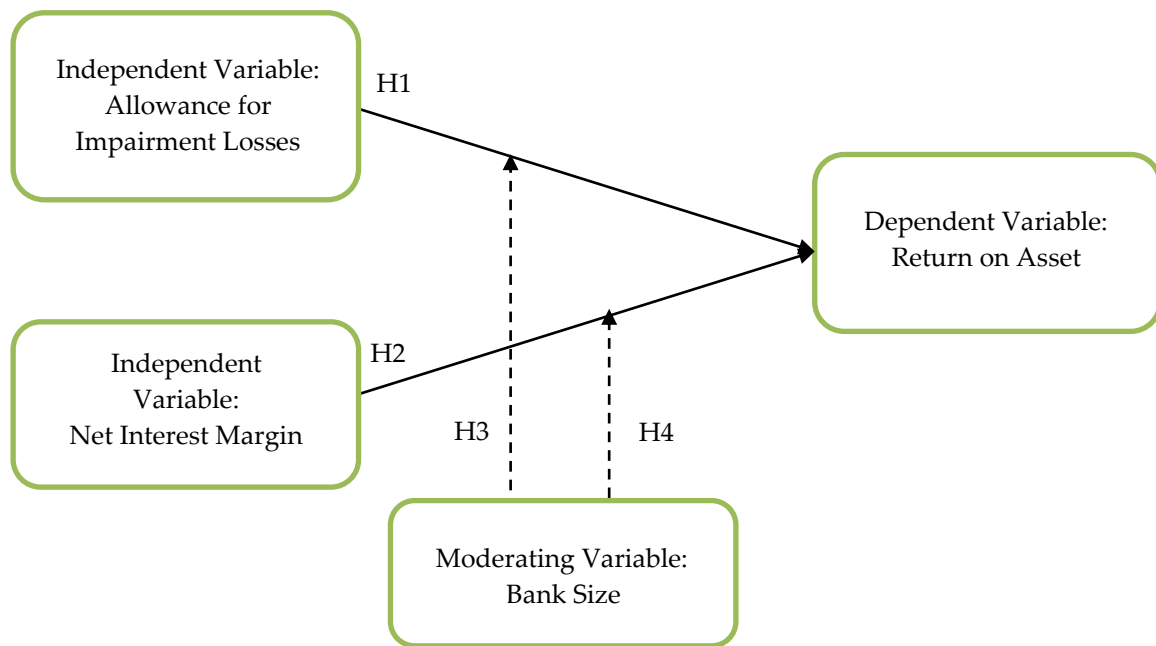 Independent Variable:
Allowance for
Impairment Losses
H1
Dependent Variable:
Return on Asset
Independent
Variable:
Net Interest Margin
H2
H3
H4
Moderating Variable:
Bank Size